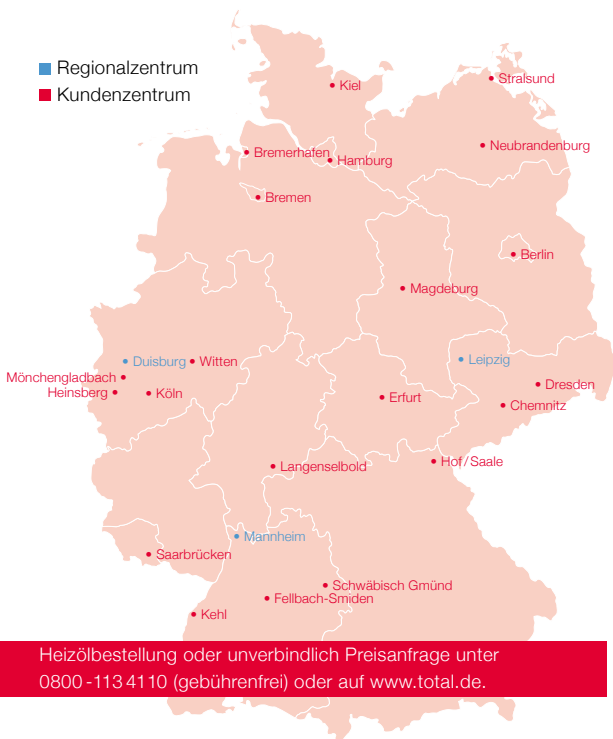 Regionalzentrum
Kundenzentrum
Kiel
Stralsund
Bremerhafen
Hamburg
Neubrandenburg
Bremen
Berlin
Magdeburg
Duisburg
Witten
Leipzig
Mönchengladbach
Heinsberg
Köln
Erfurt
Dresden
Chemnitz
Langenselbold
Hof/Saale
Mannheim
Saarbrücken
Schwäbisch Gmünd
Fellbach-Smiden
Kehl
Heizölbestellung oder unverbindlich Preisanfrage unter
0800-113 4110 (gebührenfrei) oder auf www.total.de.